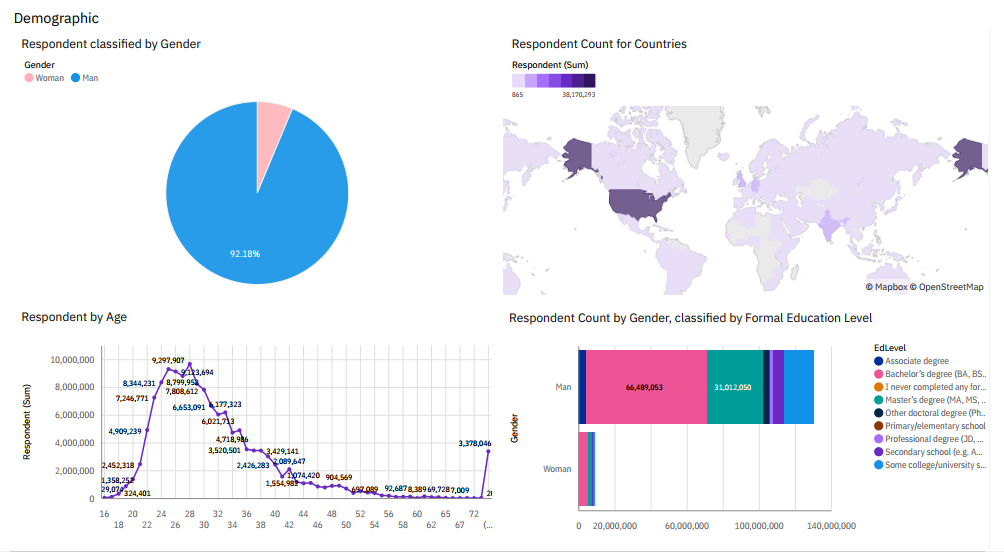 Demographic
Respondent classified by Gender
Gender
Woman
Man
92.18%
Respondent Count for Countries
Respondent (Sum)
865
38,170,293
© Mapbox © OpenStreetMap
Respondent by Age
Respondent (Sum)
10,000,000
8,000,000
6,000,000
4,000,000
2,000,000
0
9,297,907
9,123,694
8,344,231
8,799,958
7,808,612
7,246,771
6,653,091
6,177,323
6,021,713
4,909,239
4,718,986
3,520,501
3,429,141
3,378,046
2,452,318
2,426,283
2,089,647
1,358,252
1,554,982
1,074,420
904,569
29,074
324,401
697,089
92,687
8,389
69,728
7,009
16 20 24 28 32 36 40 44 48 52 56 60 64 72
18 22 26 30 34 38 42 46 50 54 58 62 67 (...
Respondent Count by Gender, classified by Formal Education Level
Gender
Man
Woman
66,489,053
31,012,050
0 20,000,000 60,000,000 100,000,000 140,000,000
EdLevel
Associate degree
Bachelor's degree (BA, BS..
I never completed any for...
Master's degree (MA, MS, ..
Other doctoral degree (Ph..
Primary/elementary school
Professional degree (JD, ...
Secondary school (e.g. A...
Some college/university s...